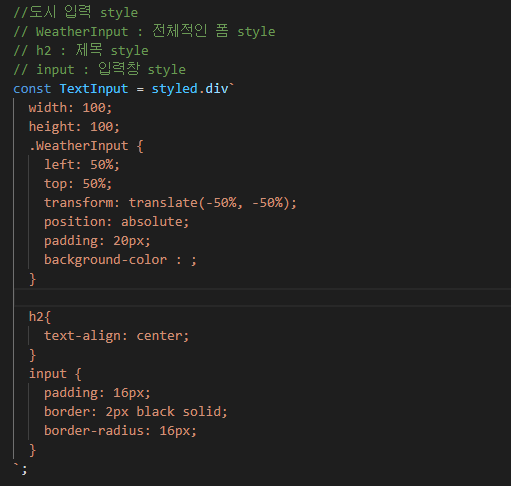 //도시 입력 style
// WeatherInput : 전체적인 폼 style
// h2 : 제목 style
// input : 입력창 style
const TextInput = styled.div`
  width: 100;
  height: 100;
  .WeatherInput {
    left: 50%;
    top: 50%;
    transform: translate(-50%, -50%);
    position: absolute;
    padding: 20px;
    background-color : ;
  }

  h2{
    text-align: center;
  }
  input {
    padding: 16px;
    border: 2px black solid;
    border-radius: 16px;
  }
`;